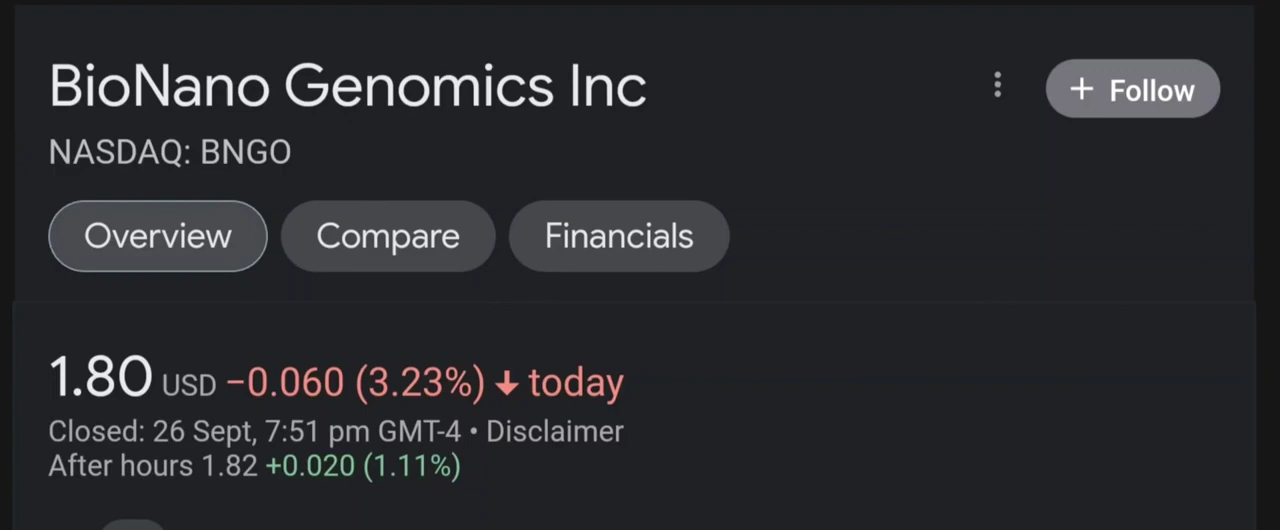 BioNano Genomics Inc
+ Follow
NASDAQ: BNGO
Overview
Compare
Financials
1.80 USD −0.060 (3.23%) ↓ today
Closed: 26 Sept, 7:51 pm GMT-4 • Disclaimer
After hours 1.82 +0.020 (1.11%)